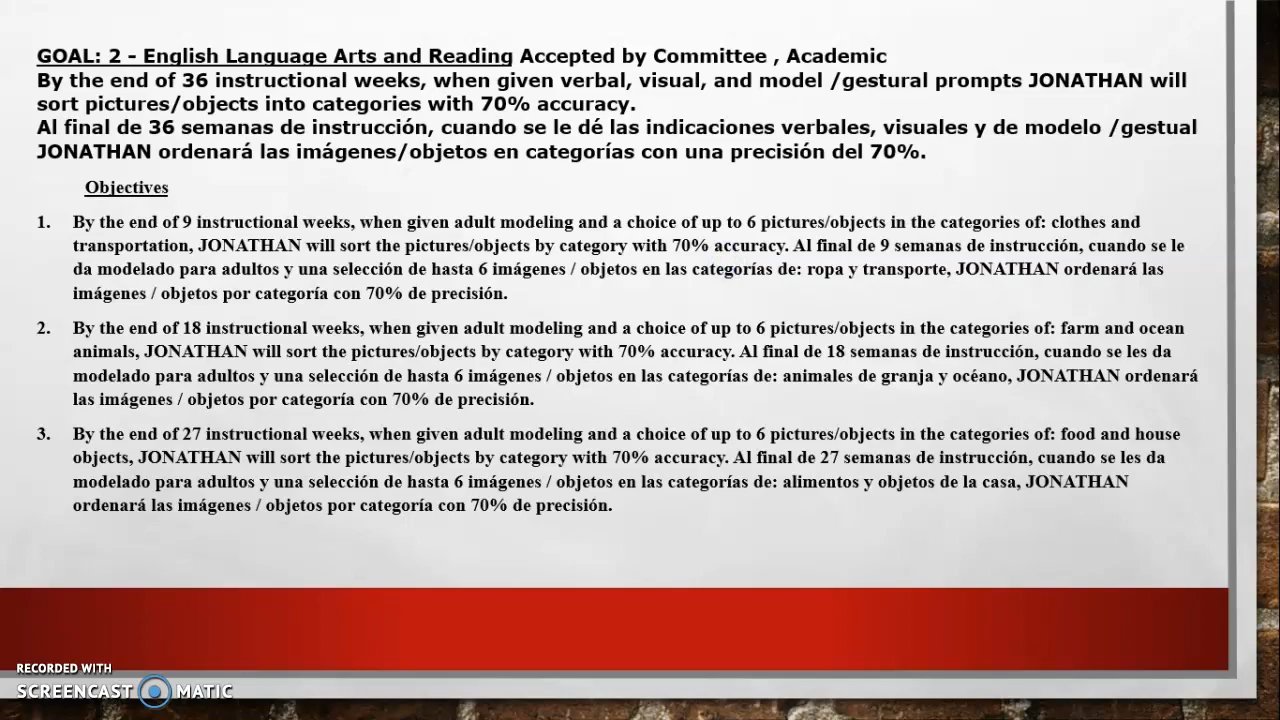 GOAL: 2 - English Language Arts and Reading Accepted by Committee , Academic
By the end of 36 instructional weeks, when given verbal, visual, and model /gestural prompts JONATHAN will
sort pictures/objects into categories with 70% accuracy.
Al final de 36 semanas de instrucción, cuando se le dé las indicaciones verbales, visuales y de modelo /gestual
JONATHAN ordenará las imágenes/objetos en categorías con una precisión del 70%.
Objectives
1. By the end of 9 instructional weeks, when given adult modeling and a choice of up to 6 pictures/objects in the categories of: clothes and
transportation, JONATHAN will sort the pictures/objects by category with 70% accuracy. Al final de 9 semanas de instrucción, cuando se le
da modelado para adultos y una selección de hasta 6 imágenes / objetos en las categorías de: ropa y transporte, JONATHAN ordenará las
imágenes / objetos por categoría con 70% de precisión.
2. By the end of 18 instructional weeks, when given adult modeling and a choice of up to 6 pictures/objects in the categories of: farm and ocean
animals, JONATHAN will sort the pictures/objects by category with 70% accuracy. Al final de 18 semanas de instrucción, cuando se les da
modelado para adultos y una selección de hasta 6 imágenes / objetos en las categorías de: animales de granja y océano, JONATHAN ordenará
las imágenes / objetos por categoría con 70% de precisión.
3. By the end of 27 instructional weeks, when given adult modeling and a choice of up to 6 pictures/objects in the categories of: food and house
objects, JONATHAN will sort the pictures/objects by category with 70% accuracy. Al final de 27 semanas de instrucción, cuando se les da
modelado para adultos y una selección de hasta 6 imágenes / objetos en las categorías de: alimentos y objetos de la casa, JONATHAN
ordenará las imágenes / objetos por categoría con 70% de precisión.
RECORDED WITH
SCREENCAST MATIC